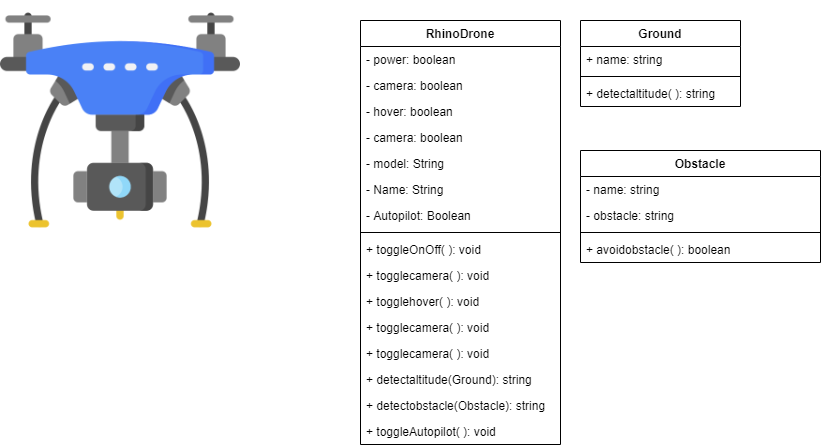 RhinoDrone
- power: boolean
- camera: boolean
- hover: boolean
- camera: boolean
- model: String
- Name: String
- Autopilot: Boolean
+ toggleOnOff( ): void
+ togglecamera( ): void
+ togglehover( ): void
+ togglecamera( ): void
+ togglecamera( ): void
+ detectaltitude(Ground): string
+ detectobstacle(Obstacle): string
+ toggleAutopilot( ): void
Ground
+ name: string
+ detectaltitude( ): string
Obstacle
- name: string
- obstacle: string
+ avoidobstacle( ): boolean